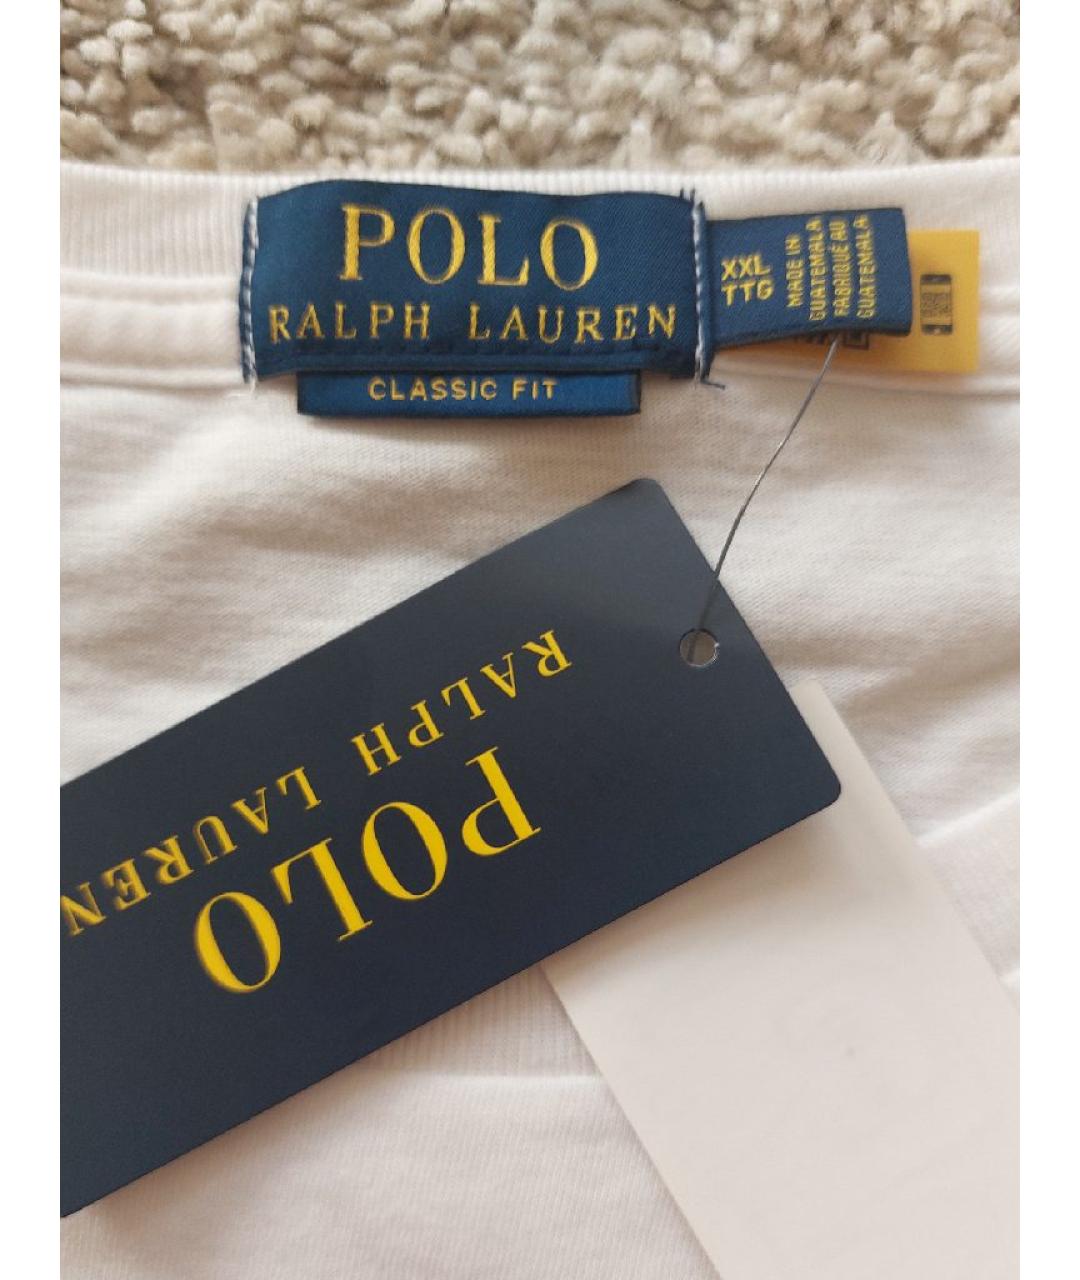 POLO
RALPH LAUREN
CLASSIC FIT
XXL
TTG
MADE IN
GUATEMALA
FABRIQUÉ AU
GUATEMALA
POLO
RALPH LAUREN